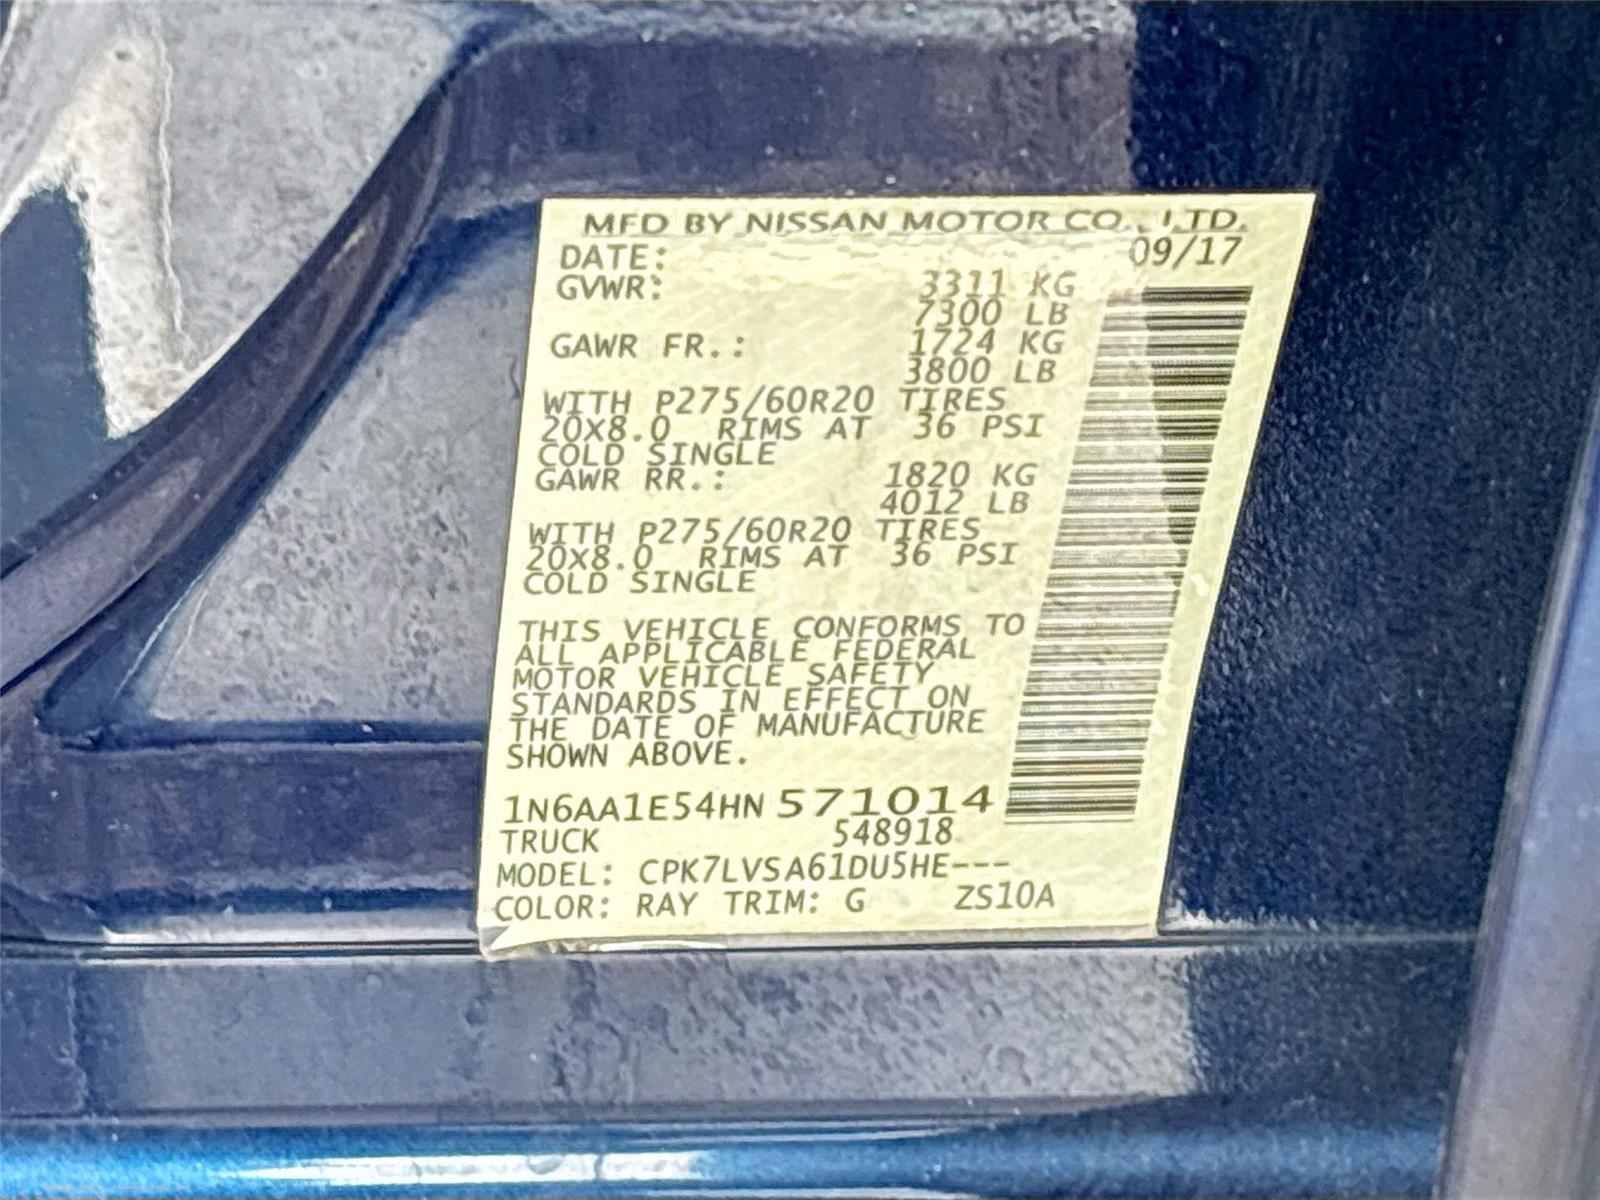 MFD BY NISSAN MOTOR CO., LTD.
DATE: 09/17
GVWR: 3311 KG
7300 LB
GAWR FR.: 1724 KG
3800 LB
WITH P275/60R20 TIRES
20X8.0 RIMS AT 36 PSI
COLD SINGLE
GAWR RR.: 1820 KG
4012 LB
WITH P275/60R20 TIRES
20X8.0 RIMS AT 36 PSI
COLD SINGLE
THIS VEHICLE CONFORMS TO
ALL APPLICABLE FEDERAL
MOTOR VEHICLE SAFETY
STANDARDS IN EFFECT ON
THE DATE OF MANUFACTURE
SHOWN ABOVE.
1N6AA1E54HN571014
TRUCK 548918
MODEL: CPK7LVSA61DU5HE---
COLOR: RAY TRIM: G ZS10A